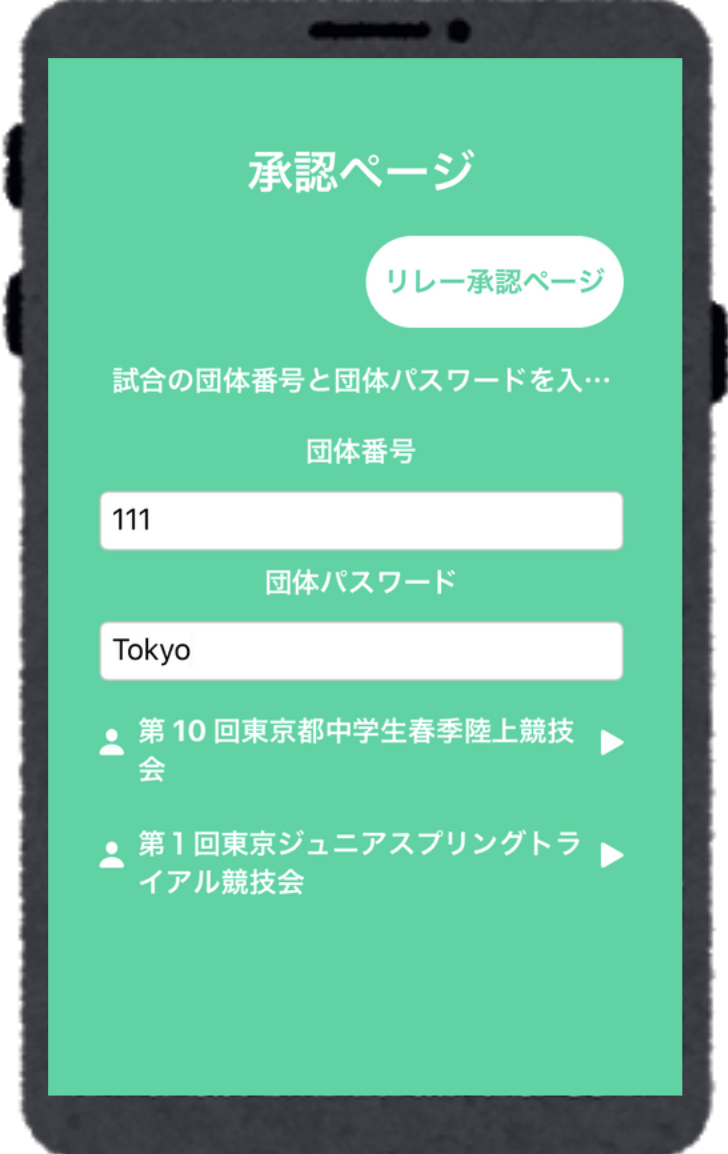 承認ページ
リレー承認ページ
試合の団体番号と団体パスワードを入…
団体番号
111
団体パスワード
Tokyo
第 10 回東京都中学生春季陸上競技
会
第1回東京ジュニアスプリングトラ
イアル競技会